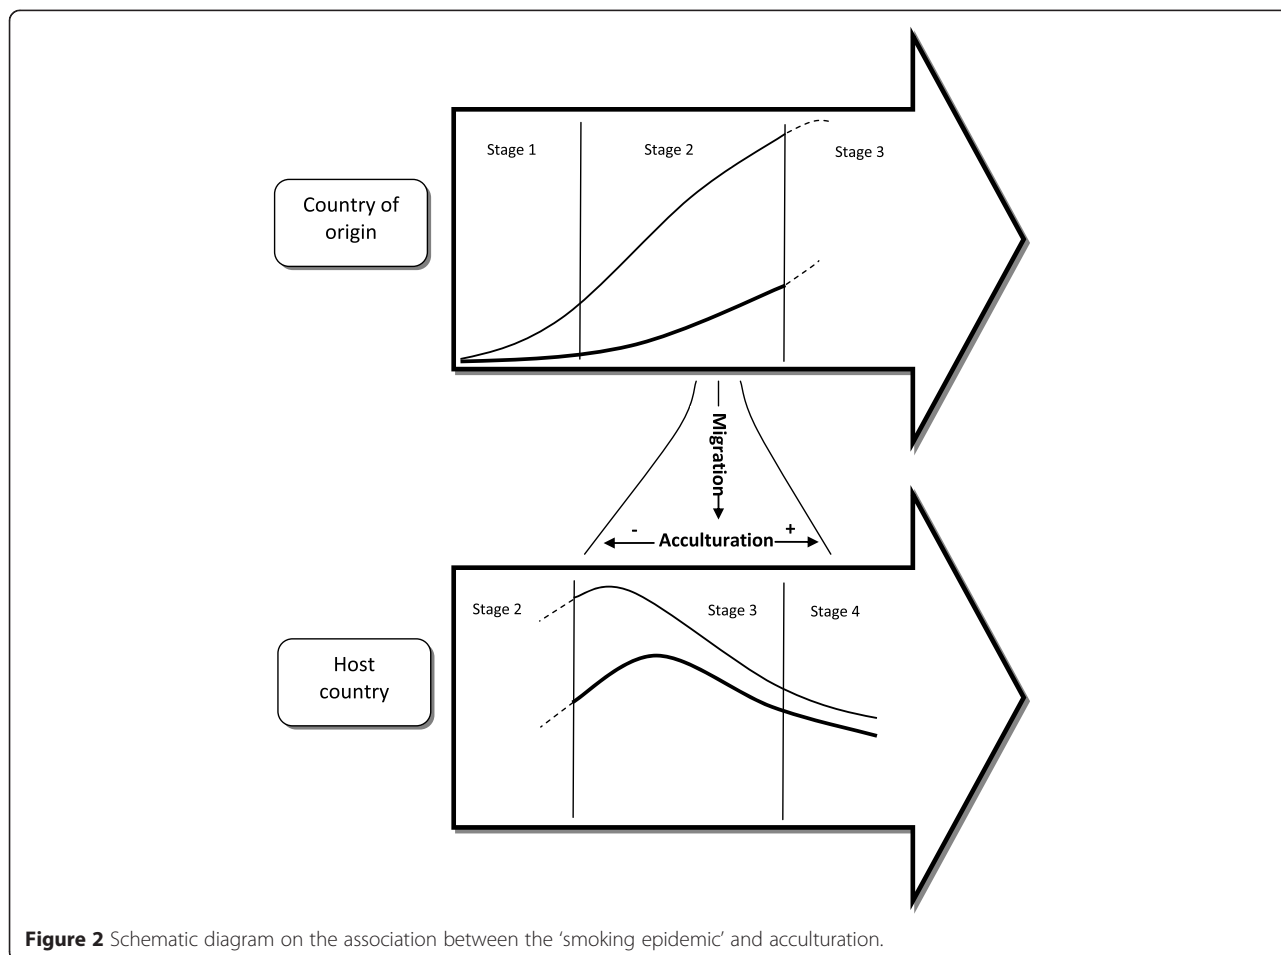 Stage 1
Stage 2
Stage 3
Country of
origin
Migration
- Acculturation +
Stage 2
Stage 3
Stage 4
Host
country
Figure 2 Schematic diagram on the association between the ‘smoking epidemic’ and acculturation.